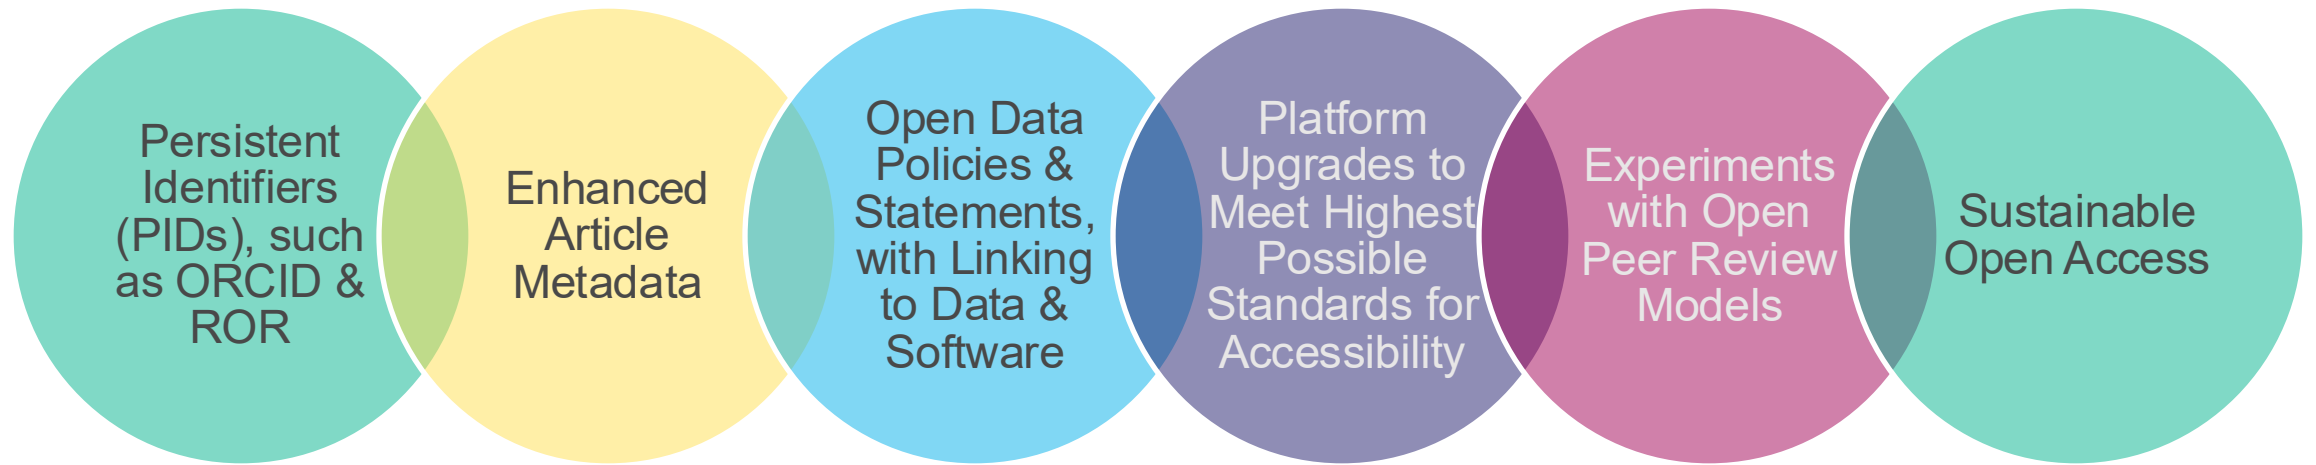 Persistent
Identifiers
(PIDs), such
as ORCID &
ROR
Enhanced
Article
Metadata
Open Data
Policies &
Statements,
with Linking
to Data &
Software
Platform
Upgrades to
Meet Highest
Possible
Standards for
Accessibility
Experiments
with Open
Peer Review
Models
Sustainable
Open Access